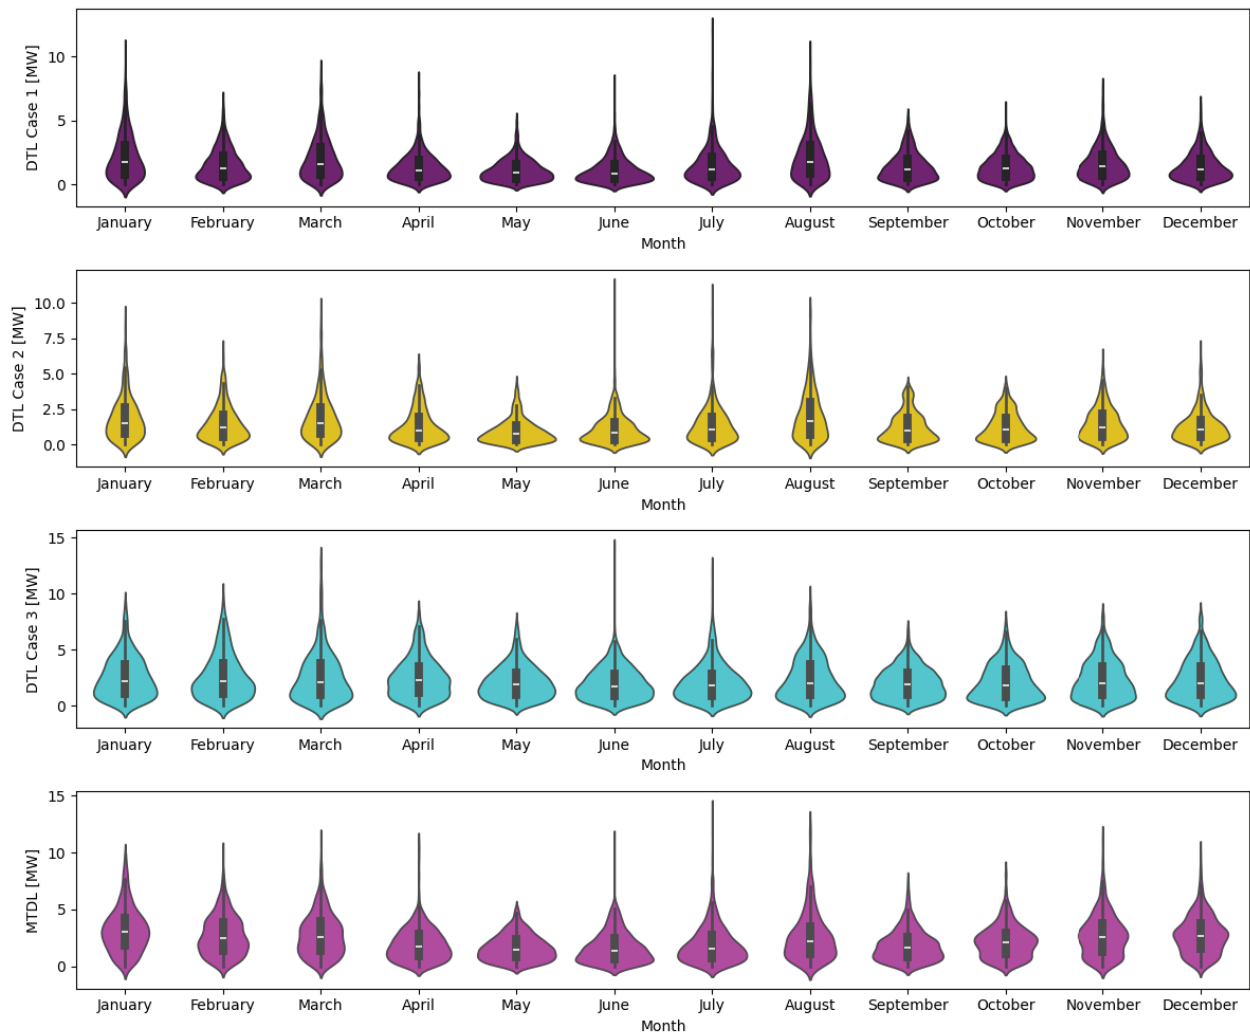 DTL Case 1 [MW]
10
5
0
January February March April May June July August September October November December
Month
DTL Case 2 [MW]
10.0
7.5
5.0
2.5
0.0
January February March April May June July August September October November December
Month
DTL Case 3 [MW]
15
10
5
0
January February March April May June July August September October November December
Month
MTDL [MW]
15
10
5
0
January February March April May June July August September October November December
Month